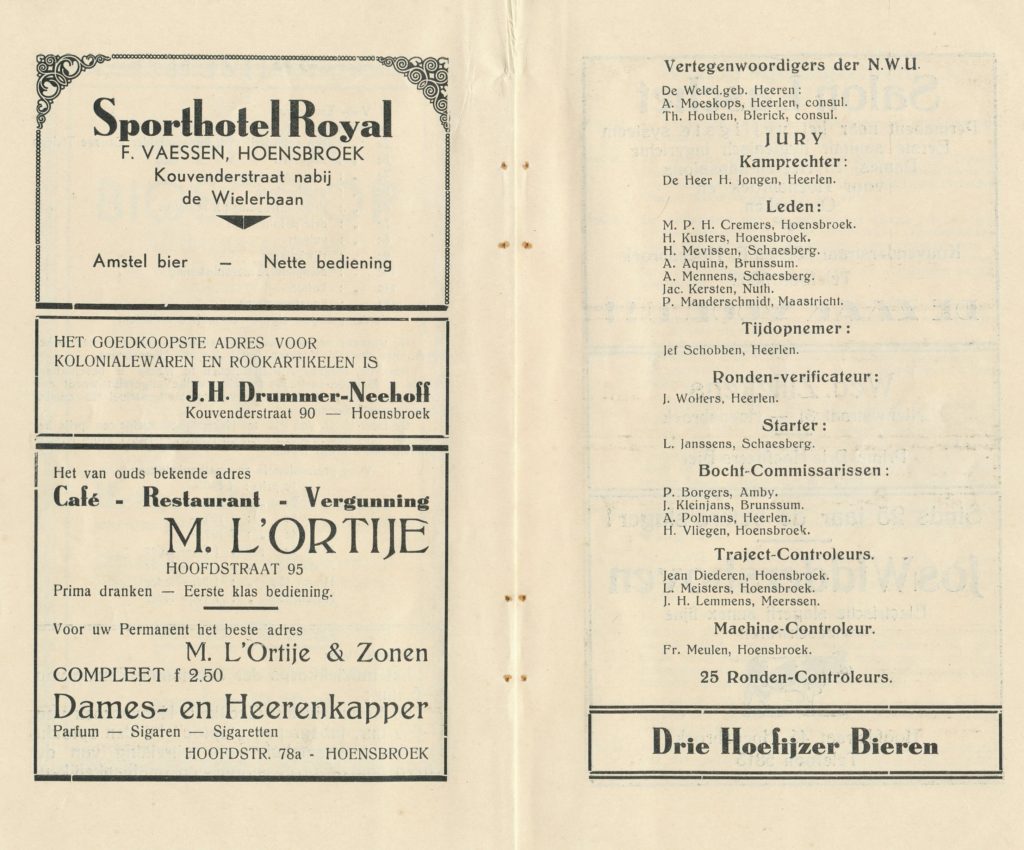 Sporthotel Royal
F. VAESSEN, HOENSBROEK
Kouvenderstraat nabij
de Wielerbaan
Amstel bier — Nette bediening
HET GOEDKOOPSTE ADRES VOOR
KOLONIALEWAREN EN ROOKARTIKELEN IS
J.H. Drummer-Neehoff
Kouvenderstraat 90 — Hoensbroek
Het van ouds bekende adres
Café - Restaurant - Vergunning
M. L'ORTIJE
HOOFDSTRAAT 95
Prima dranken — Eerste klas bediening.
Voor uw Permanent het beste adres
M. L'Ortije & Zonen
COMPLEET f 2.50
Dames- en Heerenkapper
Parfum — Sigaren — Sigaretten
HOOFDSTR. 78a - HOENSBROEK
Vertegenwoordigers der N.W.U.
De Weled.geb. Heeren :
A. Moeskops, Heerlen, consul.
Th. Houben, Blerick, consul.
JURY
Kamprechter :
De Heer H. Jongen, Heerlen.
Leden :
M. P. H. Cremers, Hoensbroek.
H. Kusters, Hoensbroek.
H. Mevissen, Schaesberg.
A. Aquina, Brunssum.
A. Mennens, Schaesberg.
Jac. Kersten, Nuth.
P. Manderschmidt, Maastricht.
Tijdopnemer :
Jef Schobben, Heerlen.
Ronden-verificateur :
J. Wolters, Heerlen.
Starter :
L. Janssens, Schaesberg.
Bocht-Commissarissen :
P. Borgers, Amby.
J. Kleinjans, Brunssum.
A. Polmans, Heerlen.
H. Vliegen, Hoensbroek.
Traject-Controleurs.
Jean Diederen, Hoensbroek.
L. Meisters, Hoensbroek.
J. H. Lemmens, Meerssen.
Machine-Controleur.
Fr. Meulen, Hoensbroek.
25 Ronden-Controleurs.
Drie Hoefijzer Bieren